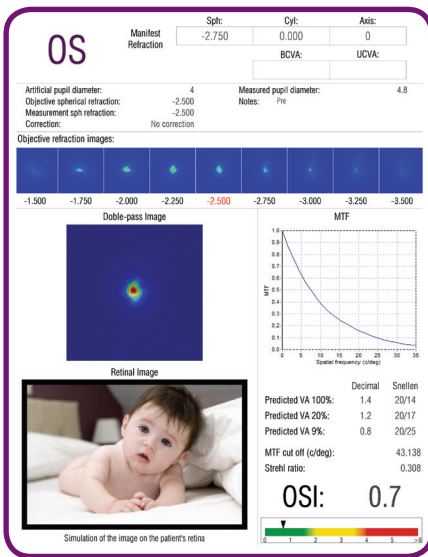 OS
Manifest Refraction
Sph: Cyl: Axis:
-2.750 0.000 0
BCVA: UCVA:
Artificial pupil diameter: 4 Measured pupil diameter: 4.8
Objective spherical refraction: -2.500 Notes: Pre
Measurement sph refraction: -2.500
Correction: No correction
Objective refraction images:
-1.500 -1.750 -2.000 -2.250 -2.500 -2.750 -3.000 -3.250 -3.500
Doble-pass Image
MTF
1.0
0.9
0.8
0.7
0.6
0.5
0.4
0.3
0.2
0.1
0.0
MTF
0 5 10 15 20 25 30 35
Spatial frequency (c/deg)
Retinal Image
Simulation of the image on the patient's retina
Decimal Snellen
Predicted VA 100%: 1.4 20/14
Predicted VA 20%: 1.2 20/17
Predicted VA 9%: 0.8 20/25
MTF cut off (c/deg): 43.138
Strehl ratio: 0.308
OSI: 0.7
0 1 2 3 4 5 >6